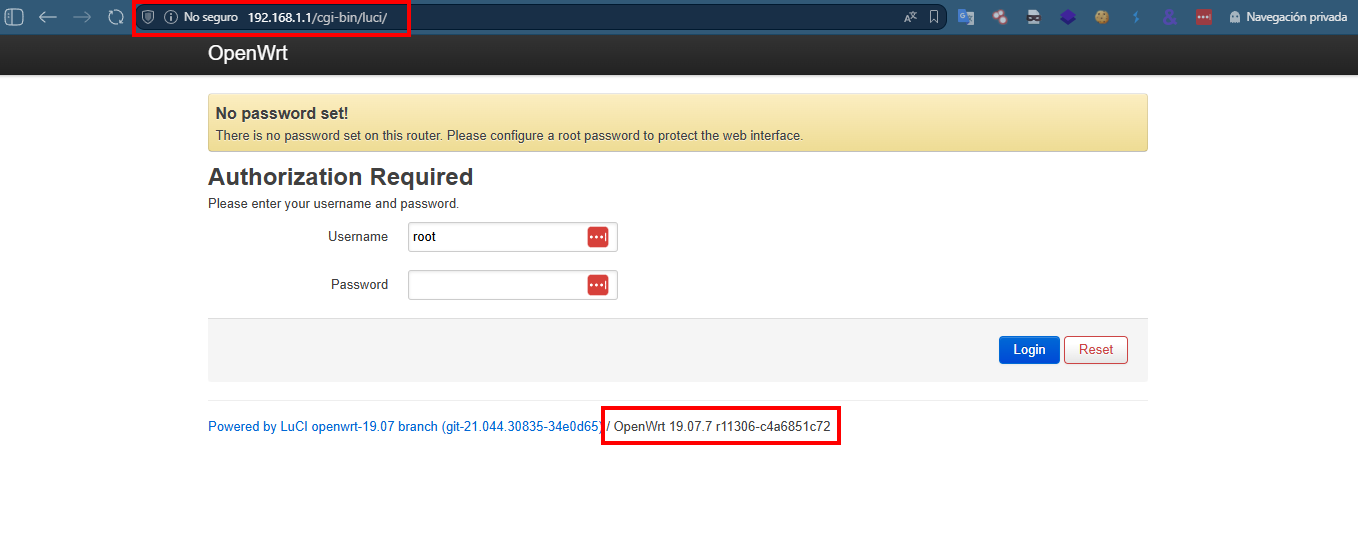 No seguro 192.168.1.1/cgi-bin/luci/ Navegación privada
OpenWrt
No password set!
There is no password set on this router. Please configure a root password to protect the web interface.
Authorization Required
Please enter your username and password.
Username root
Password
Login Reset
Powered by LuCI openwrt-19.07 branch (git-21.044.30835-34e0d65) / OpenWrt 19.07.7 r11306-c4a6851c72